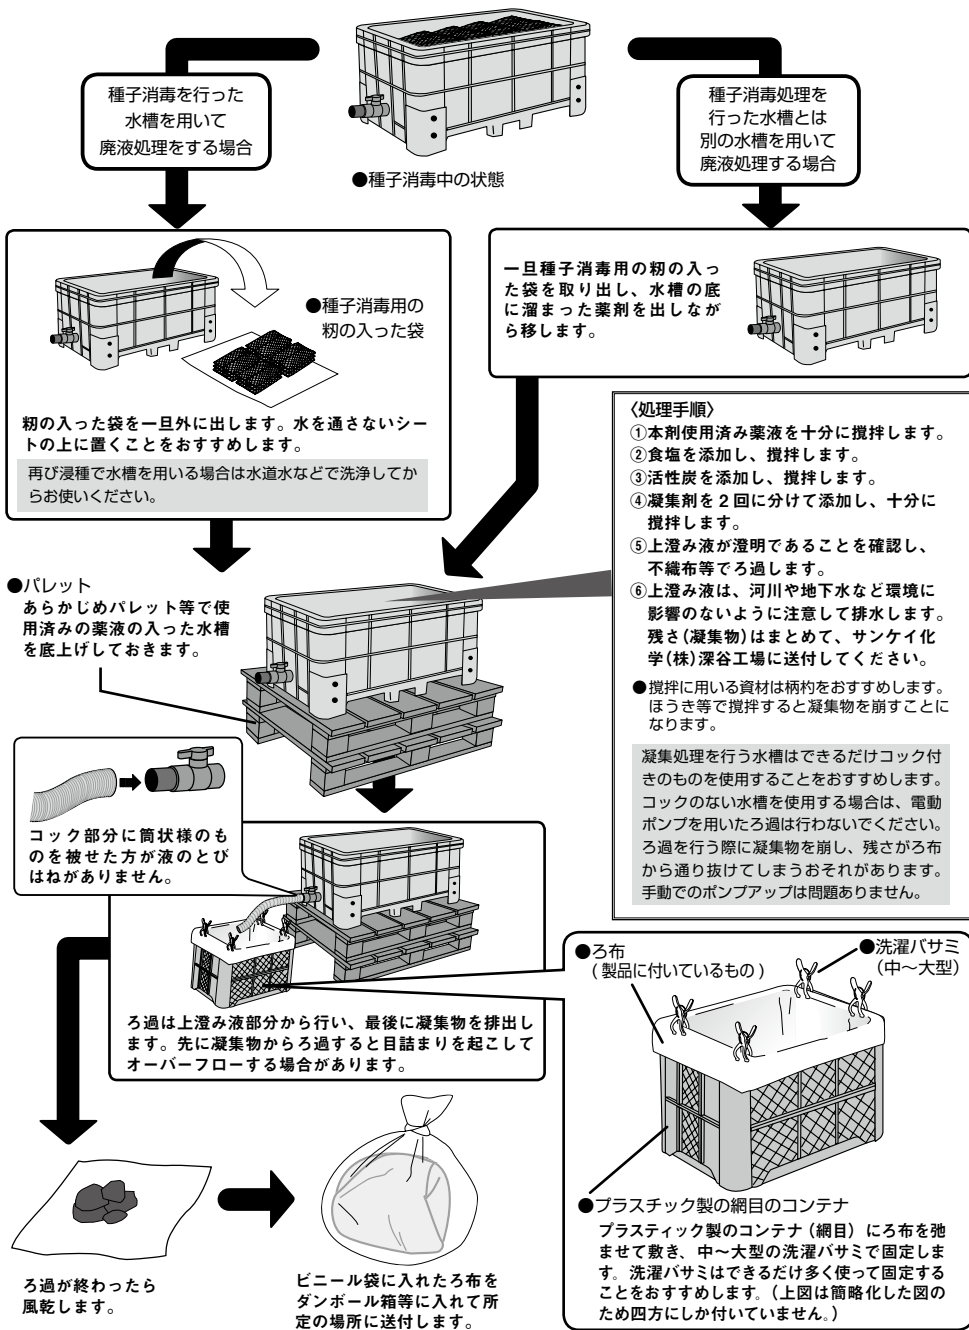 種子消毒を行った
水槽を用いて
廃液処理をする場合
●種子消毒中の状態
種子消毒処理を
行った水槽とは
別の水槽を用いて
廃液処理する場合
●種子消毒用の
籾の入った袋
籾の入った袋を一旦外に出します。水を通さないシー
トの上に置くことをおすすめします。
再び浸種で水槽を用いる場合は水道水などで洗浄してか
らお使いください。
一旦種子消毒用の籾の入っ
た袋を取り出し、水槽の底
に溜まった薬剤を出しなが
ら移します。
〈処理手順〉
①本剤使用済み薬液を十分に撹拌します。
②食塩を添加し、撹拌します。
③活性炭を添加し、撹拌します。
④凝集剤を２回に分けて添加し、十分に
撹拌します。
⑤上澄み液が澄明であることを確認し、
不織布等でろ過します。
⑥上澄み液は、河川や地下水など環境に
影響のないように注意して排水します。
残さ(凝集物)はまとめて、サンケイ化
学(株)深谷工場に送付してください。
●撹拌に用いる資材は柄杓をおすすめします。
ほうき等で撹拌すると凝集物を崩すことに
なります。
凝集処理を行う水槽はできるだけコック付
きのものを使用することをおすすめします。
コックのない水槽を使用する場合は、電動
ポンプを用いたろ過は行わないでください。
ろ過を行う際に凝集物を崩し、残さがろ布
から通り抜けてしまうおそれがあります。
手動でのポンプアップは問題ありません。
●パレット
あらかじめパレット等で使
用済みの薬液の入った水槽
を底上げしておきます。
コック部分に筒状様のも
のを被せた方が液のとび
はねがありません。
ろ過は上澄み液部分から行い、最後に凝集物を排出し
ます。先に凝集物からろ過すると目詰まりを起こして
オーバーフローする場合があります。
●ろ布
(製品に付いているもの)
●洗濯バサミ
(中〜大型)
●プラスチック製の網目のコンテナ
プラスティック製のコンテナ（網目）にろ布を弛
ませて敷き、中〜大型の洗濯バサミで固定しま
す。洗濯バサミはできるだけ多く使って固定する
ことをおすすめします。（上図は簡略化した図の
ため四方にしか付いていません。）
ろ過が終わったら
風乾します。
ビニール袋に入れたろ布を
ダンボール箱等に入れて所
定の場所に送付します。